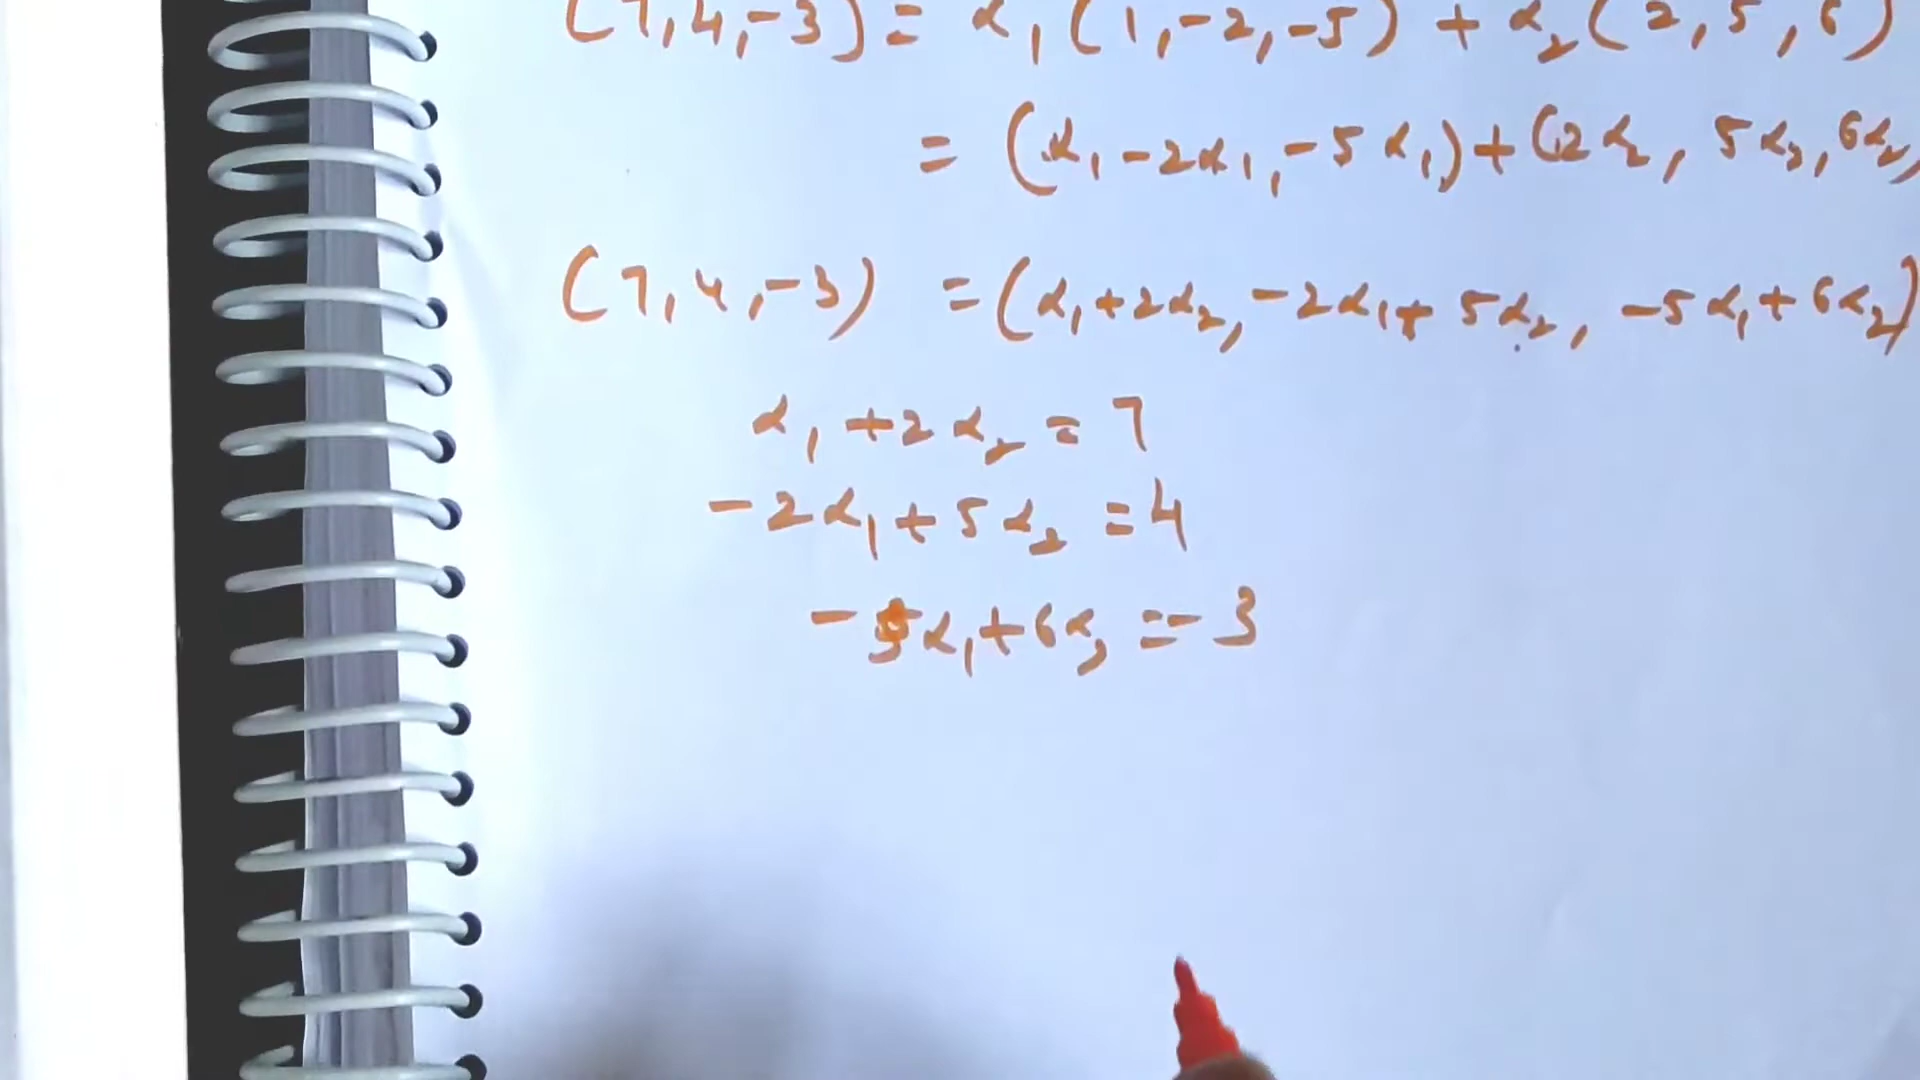 (7,4,-3) = α₁(1,-2,-5) + α₂(2,5,6)
= (α₁-2α₁,-5α₁)+(2α₂, 5α₂,6α₂,
(7,4,-3) = (α₁+2α₂,-2α₁+5α₂, -5α₁+6α₂)
α₁+2α₂=7
-2α₁+5α₂=4
-5α₁+6α₂=-3